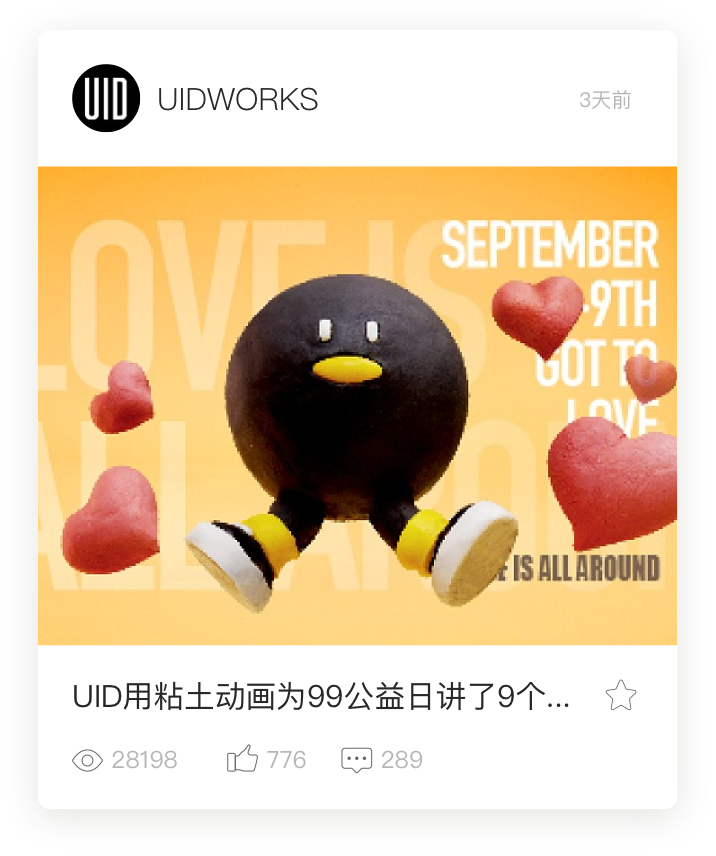 UID
UIDWORKS
3天前
LOVE IS
ALL AROUND
SEPTEMBER
9TH
GOT TO
LOVE
IS ALL AROUND
UID用粘土动画为99公益日讲了9个...
28198
776
289